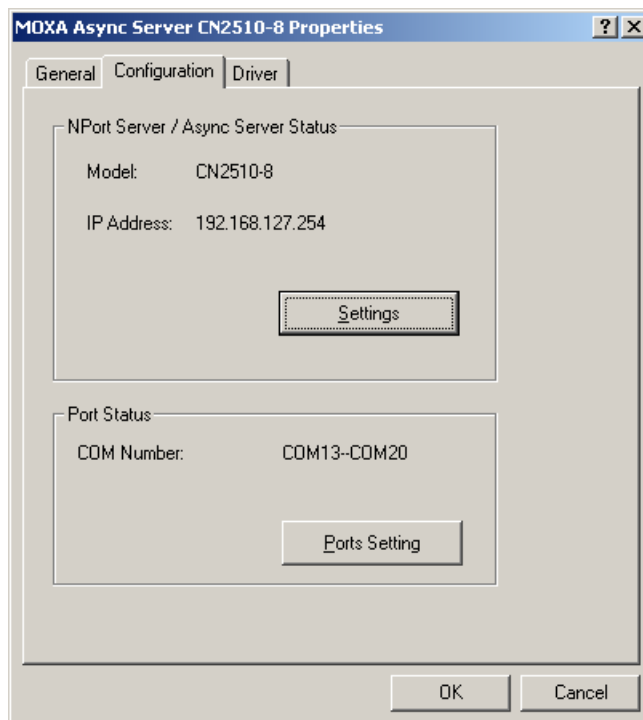 MOXA Async Server CN2510-8 Properties
General Configuration Driver
NPort Server / Async Server Status
Model: CN2510-8
IP Address: 192.168.127.254
Settings
Port Status
COM Number: COM13--COM20
Ports Setting
OK Cancel